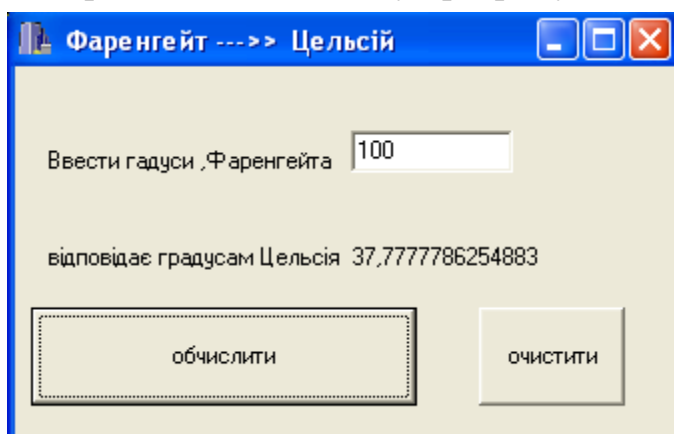 Фаренгейт --->> Цельсій
Ввести гадуси ,Фаренгейта 100
відповідає градусам Цельсія 37,7777786254883
обчислити очистити